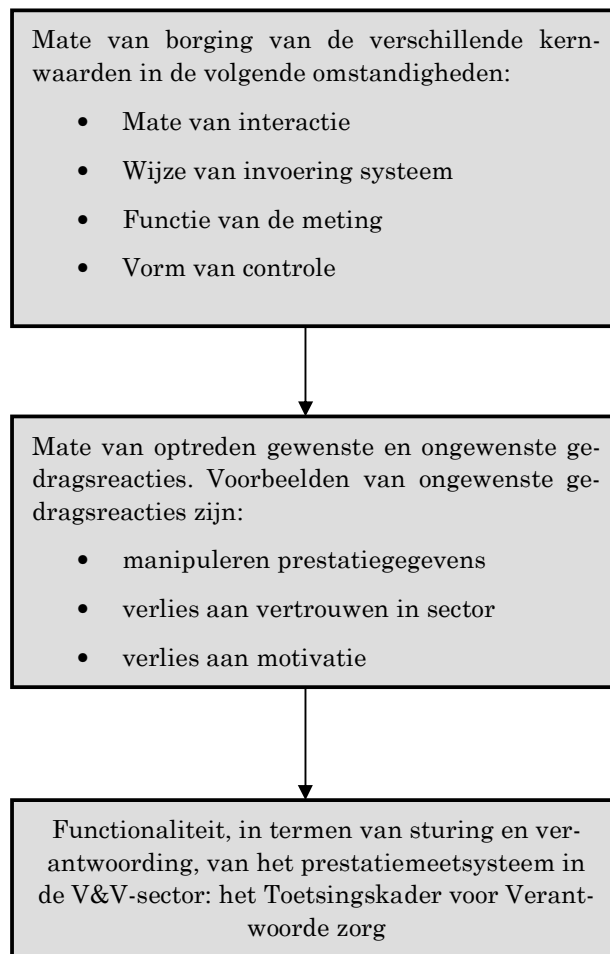 Mate van borging van de verschillende kern-
waarden in de volgende omstandigheden:
• Mate van interactie
• Wijze van invoering systeem
• Functie van de meting
• Vorm van controle
Mate van optreden gewenste en ongewenste ge-
dragsreacties. Voorbeelden van ongewenste ge-
dragsreacties zijn:
• manipuleren prestatiegegevens
• verlies aan vertrouwen in sector
• verlies aan motivatie
Functionaliteit, in termen van sturing en ver-
antwoording, van het prestatiemeetsysteem in
de V&V-sector: het Toetsingskader voor Verant-
woorde zorg